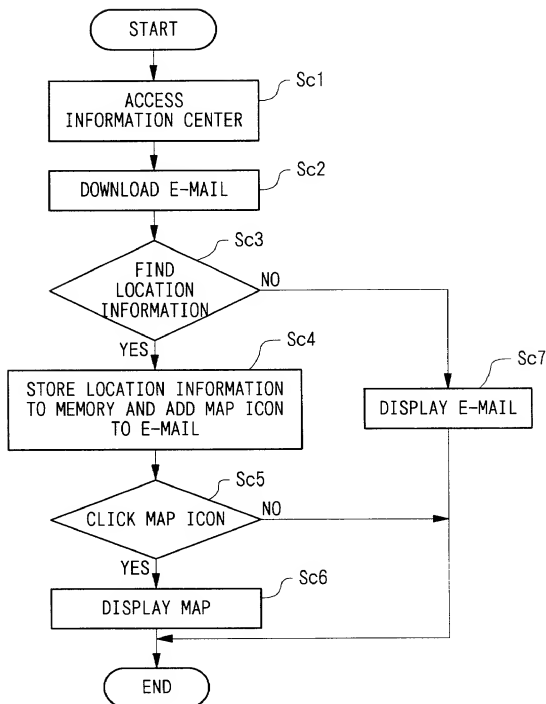 START
Sc1
ACCESS
INFORMATION CENTER
Sc2
DOWNLOAD E-MAIL
Sc3
FIND
LOCATION
INFORMATION
NO
YES
Sc4
STORE LOCATION INFORMATION
TO MEMORY AND ADD MAP ICON
TO E-MAIL
Sc7
DISPLAY E-MAIL
Sc5
CLICK MAP ICON
NO
YES
Sc6
DISPLAY MAP
END